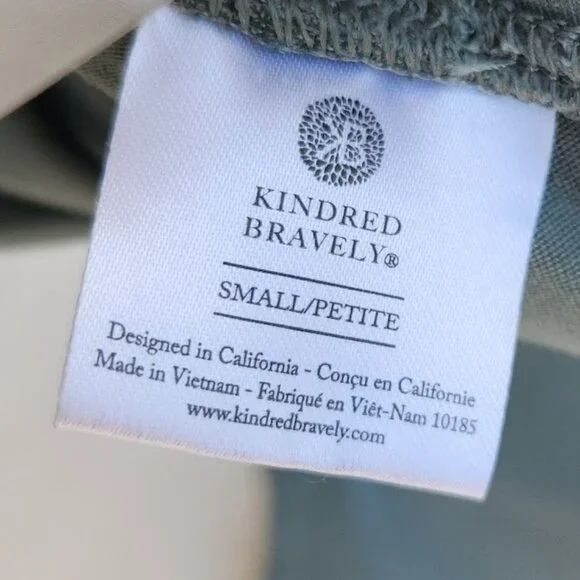 KB
KINDRED
BRAVELY®
SMALL/PETITE
Designed in California - Conçu en Californie
Made in Vietnam - Fabriqué en Viêt-Nam 10185
www.kindredbravely.com